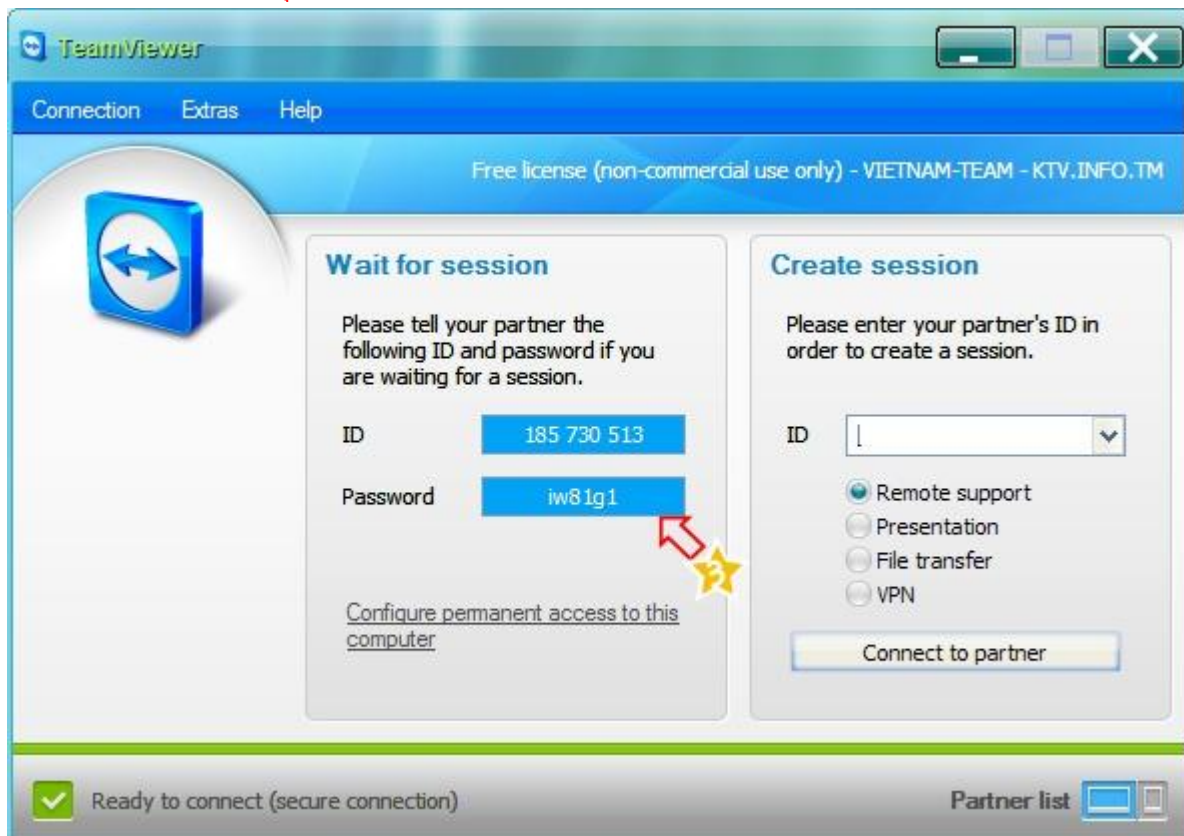 TeamViewer
Connection Extras Help
Free license (non-commercial use only) - VIETNAM-TEAM - KTV.INFO.TM
Wait for session
Please tell your partner the
following ID and password if you
are waiting for a session.
ID 185 730 513
Password iw81g1
3
Configure permanent access to this
computer
Create session
Please enter your partner's ID in
order to create a session.
ID
Remote support
Presentation
File transfer
VPN
Connect to partner
Ready to connect (secure connection)
Partner list